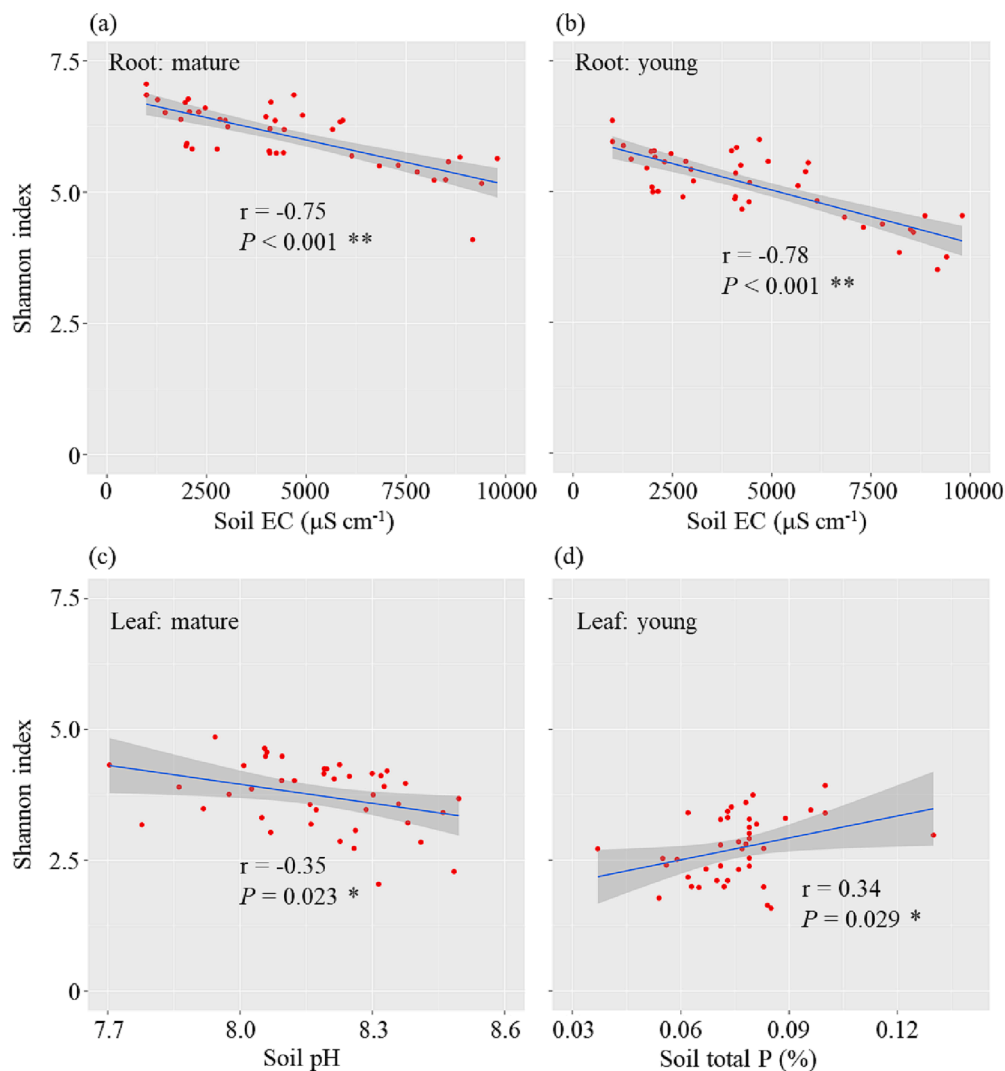 (a)
(b)
Root: mature
Root: young
7.5
5.0
2.5
0
Shannon index
r = -0.75
P < 0.001 **
r = -0.78
P < 0.001 **
0 2500 5000 7500 10000
0 2500 5000 7500 10000
Soil EC (µS cm⁻¹)
Soil EC (µS cm⁻¹)
(c)
(d)
Leaf: mature
Leaf: young
7.5
5.0
2.5
0
Shannon index
r = -0.35
P = 0.023 *
r = 0.34
P = 0.029 *
7.7 8.0 8.3 8.6
0.03 0.06 0.09 0.12
Soil pH
Soil total P (%)